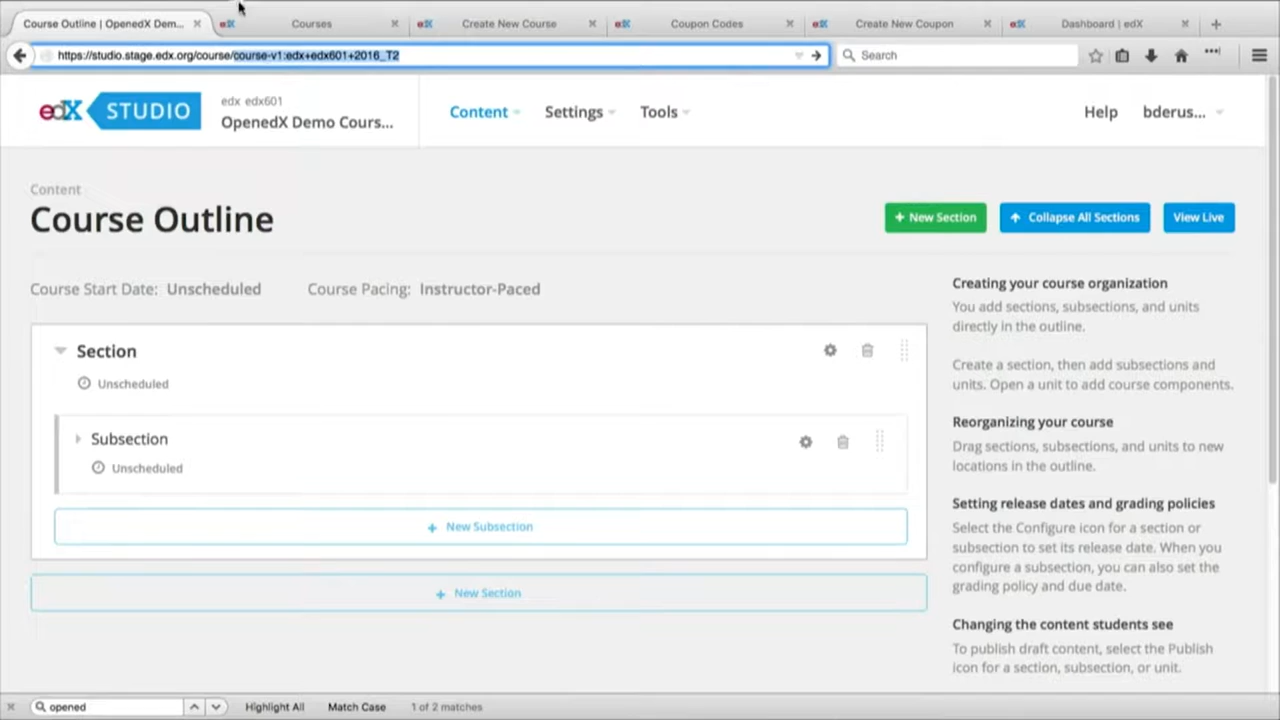 Course Outline | OpenedX Dem...
Courses
Create New Course
Coupon Codes
Create New Coupon
Dashboard | edX
https://studio.stage.edx.org/course/course-v1:edx+edx601+2016_T2
Search
edX STUDIO
edx edx601
OpenedX Demo Cours...
Content
Settings
Tools
Help
bderus...
Content
Course Outline
+ New Section
Collapse All Sections
View Live
Course Start Date: Unscheduled
Course Pacing: Instructor-Paced
Section
Unscheduled
Subsection
Unscheduled
+ New Subsection
+ New Section
Creating your course organization
You add sections, subsections, and units
directly in the outline.
Create a section, then add subsections and
units. Open a unit to add course components.
Reorganizing your course
Drag sections, subsections, and units to new
locations in the outline.
Setting release dates and grading policies
Select the Configure icon for a section or
subsection to set its release date. When you
configure a subsection, you can also set the
grading policy and due date.
Changing the content students see
To publish draft content, select the Publish
icon for a section, subsection, or unit.
opened
Highlight All
Match Case
1 of 2 matches